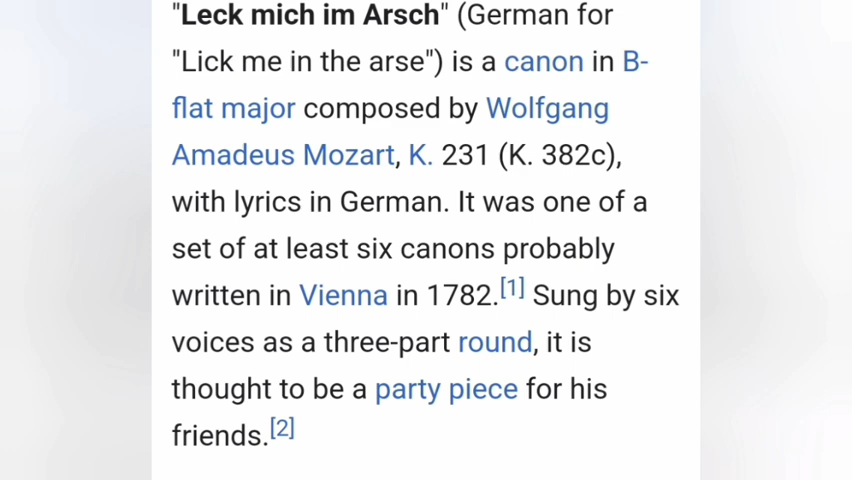 "Leck mich im Arsch" (German for
"Lick me in the arse") is a canon in B-
flat major composed by Wolfgang
Amadeus Mozart, K. 231 (K. 382c),
with lyrics in German. It was one of a
set of at least six canons probably
written in Vienna in 1782.[1] Sung by six
voices as a three-part round, it is
thought to be a party piece for his
friends.[2]